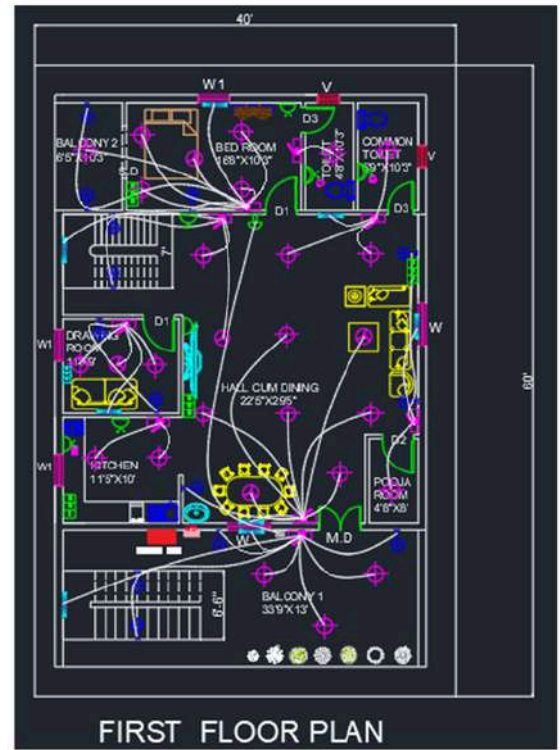 40'
W1
V
D3
BALCONY 2
6'5"X10'3
BED ROOM
16'8"X10'3
TOILET
4'8"X10'3
COMMON
TOILET
5'9"X10'3
V
D1
D3
7'
W1
D1
DRAWING
ROOM
W
HALL CUM DINING
22'5"X29'5"
60'
D2
W1
KITCHEN
11'5"X10'
POOJA
ROOM
4'8"X8'
W
M.D
6'-6"
BALCONY 1
33'9"X13'
FIRST FLOOR PLAN